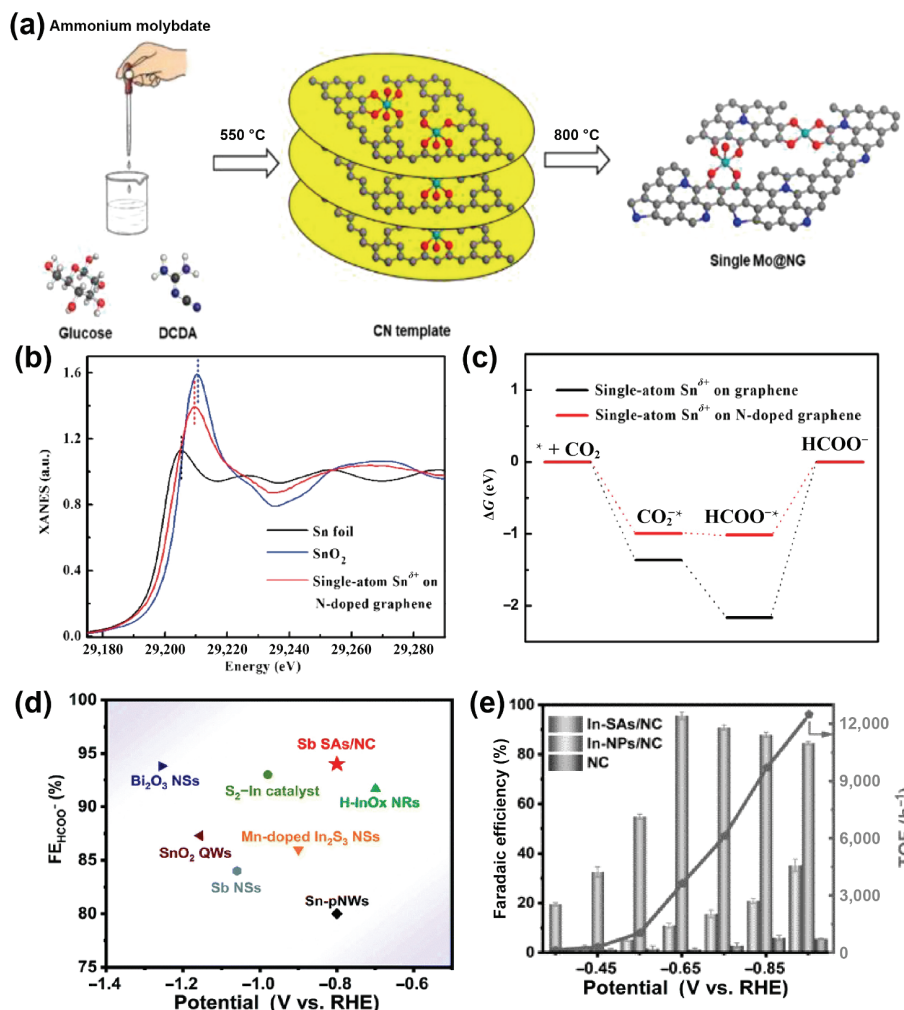 (a) Ammonium molybdate
550 °C
800 °C
Glucose
DCDA
CN template
Single Mo@NG
(b)
XANES (a.u.)
1.6
1.2
0.8
0.4
0.0
Sn foil
SnO₂
Single-atom Snᵟ⁺ on
N-doped graphene
29,180 29,200 29,220 29,240 29,260 29,280
Energy (eV)
(c)
ΔG (eV)
1
0
−1
−2
Single-atom Snᵟ⁺ on graphene
Single-atom Snᵟ⁺ on N-doped graphene
* + CO₂
CO₂⁻*
HCOO⁻*
HCOO⁻
(d)
FE_HCOO⁻ (%)
100
95
90
85
80
75
Sb SAs/NC
Bi₂O₃ NSs
S₂−In catalyst
H-InOx NRs
Mn-doped In₂S₃ NSs
SnO₂ QWs
Sb NSs
Sn-pNWs
−1.4 −1.2 −1.0 −0.8 −0.6
Potential (V vs. RHE)
(e)
Faradaic efficiency (%)
100
80
60
40
20
0
In-SAs/NC
In-NPs/NC
NC
12,000
9,000
6,000
3,000
0
TOF (h⁻¹)
−0.45 −0.65 −0.85
Potential (V vs. RHE)